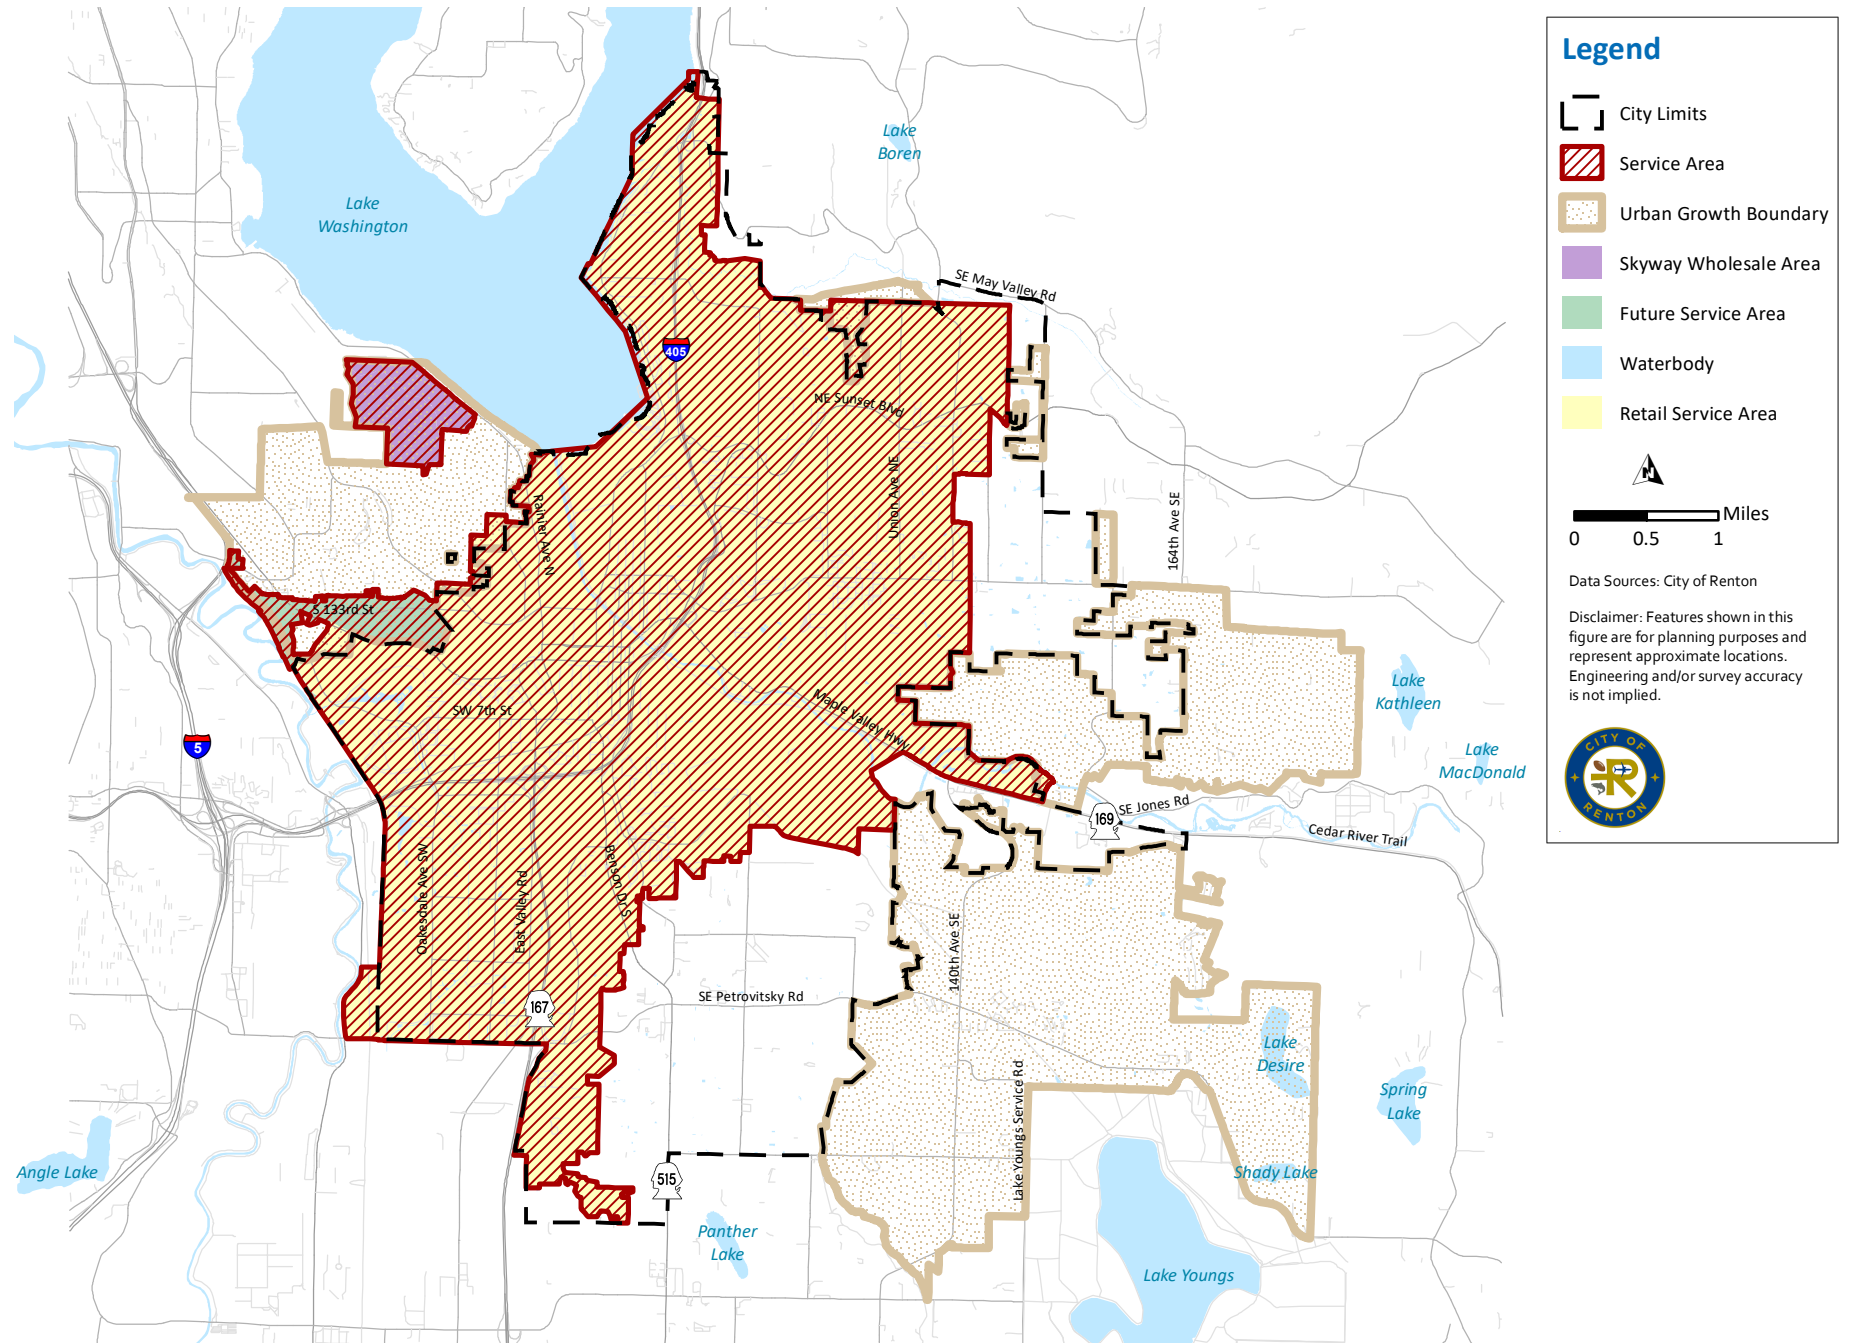 Lake
Washington
Lake
Boren
SE May Valley Rd
405
NE Sunset Blvd
Union Ave NE
Rainier Ave N
164th Ave SE
S 133rd St
SW 7th St
Maple Valley Hwy
5
Lake
Kathleen
Lake
MacDonald
SE Jones Rd
169
Cedar River Trail
Oakesdale Ave SW
East Valley Rd
Benson Dr S
140th Ave SE
SE Petrovitsky Rd
167
Lake
Desire
Spring
Lake
Lake Youngs Service Rd
Angle Lake
515
Shady Lake
Panther
Lake
Lake Youngs
Legend
City Limits
Service Area
Urban Growth Boundary
Skyway Wholesale Area
Future Service Area
Waterbody
Retail Service Area
N
Miles
0 0.5 1
Data Sources: City of Renton
Disclaimer: Features shown in this
figure are for planning purposes and
represent approximate locations.
Engineering and/or survey accuracy
is not implied.
CITY OF
R
RENTON